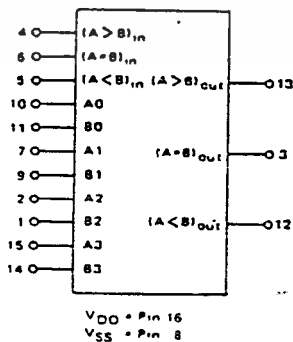 4 (A > B)in
6 (A = B)in
5 (A < B)in (A > B)out 13
10 A0
11 B0
7 A1
9 B1 (A = B)out 3
2 A2
1 B2 (A < B)out 12
15 A3
14 B3
VDD = Pin 16
VSS = Pin 8